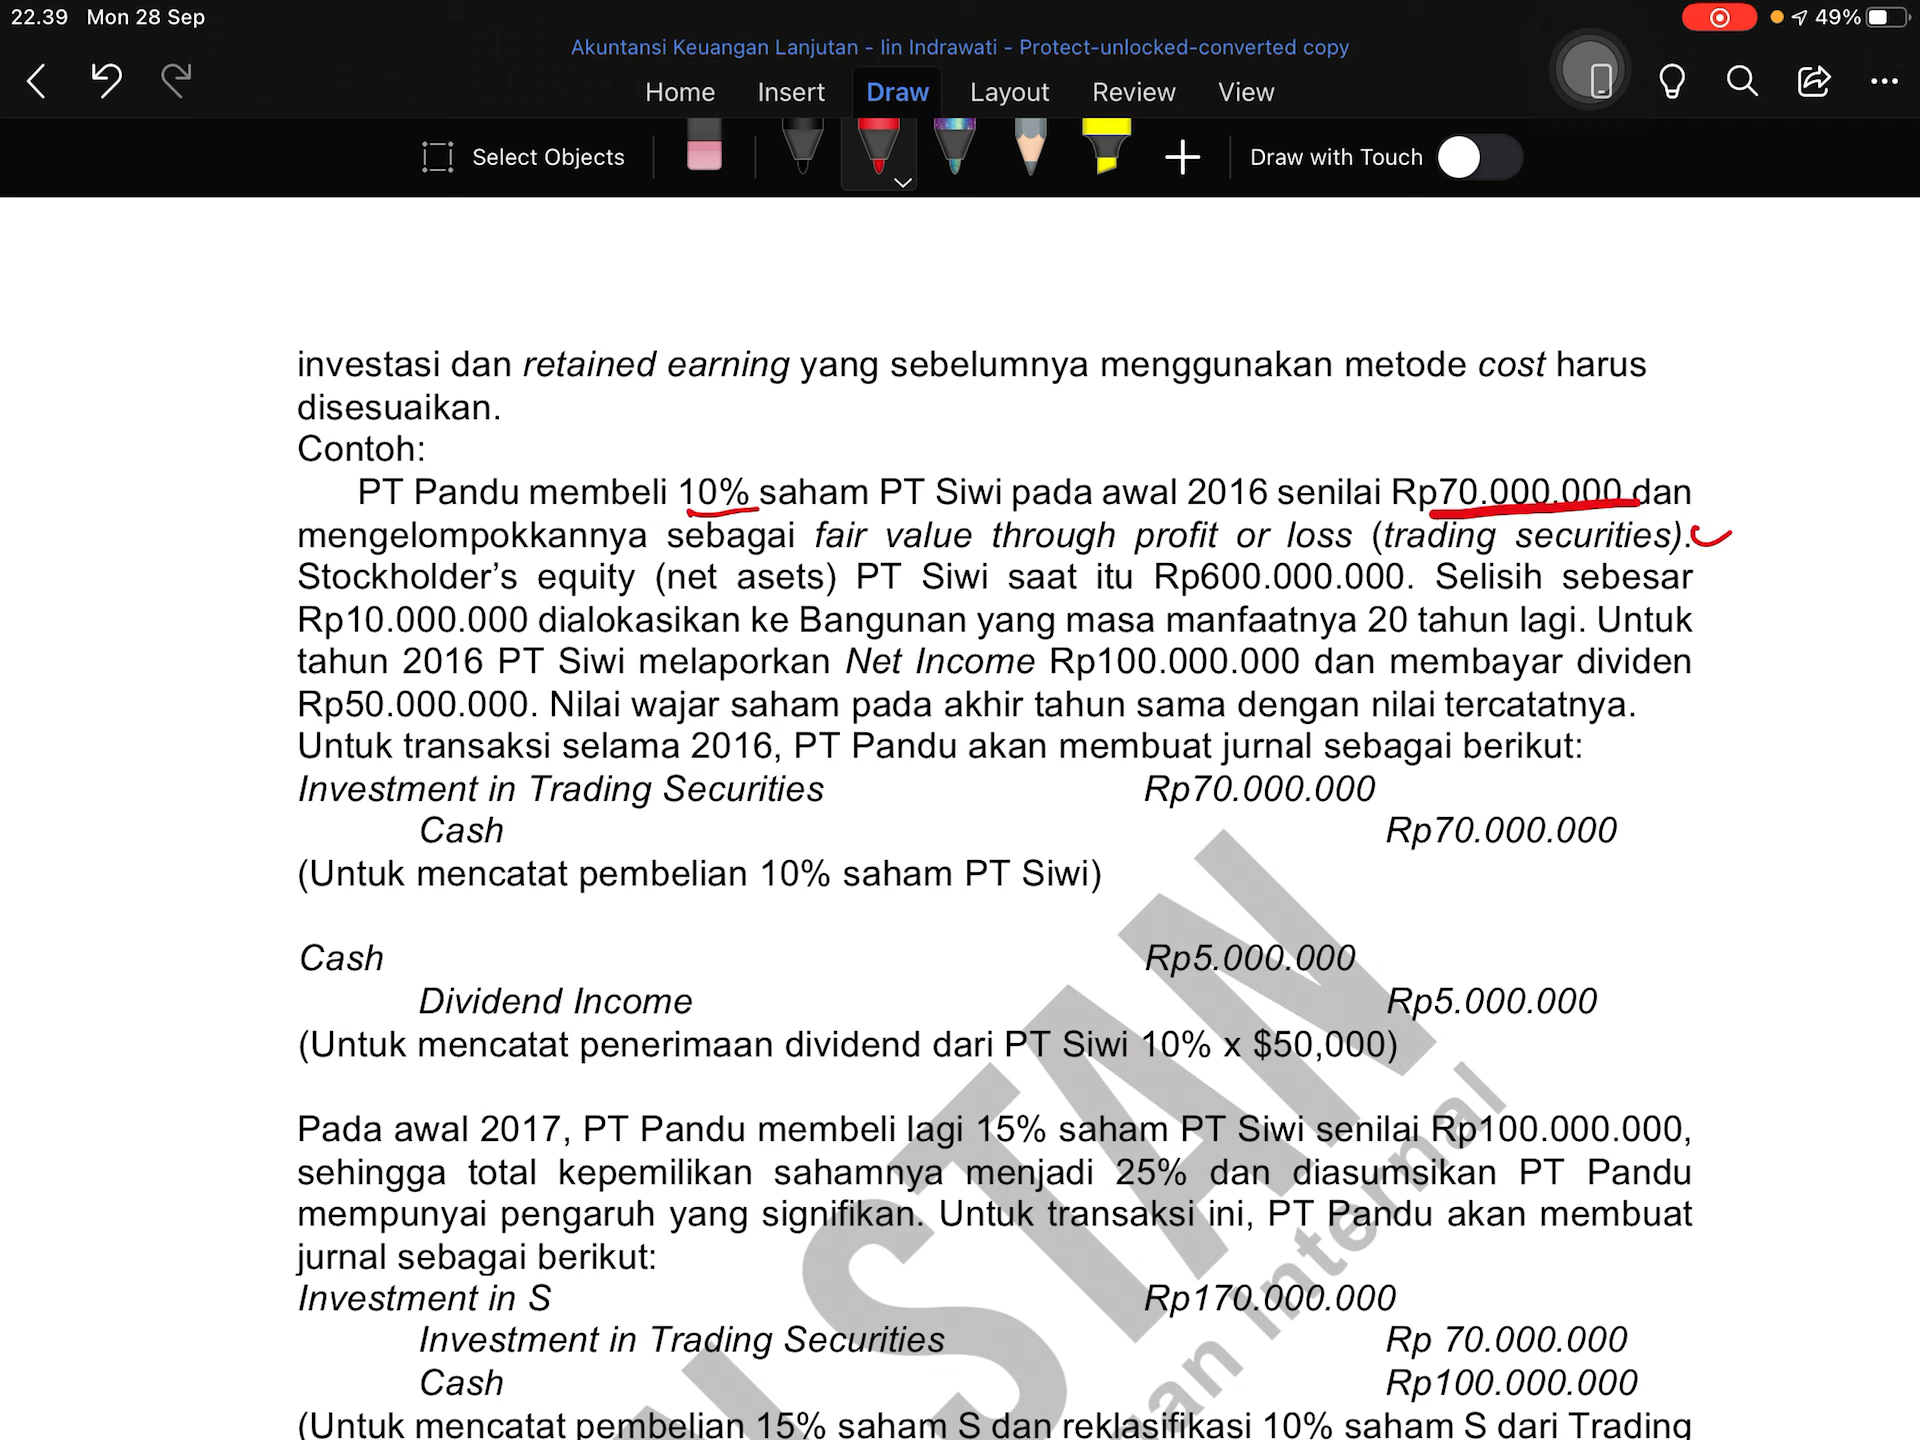 22.39 Mon 28 Sep
49%
Akuntansi Keuangan Lanjutan - Iin Indrawati - Protect-unlocked-converted copy
Home Insert Draw Layout Review View
Select Objects
Draw with Touch
investasi dan retained earning yang sebelumnya menggunakan metode cost harus
disesuaikan.
Contoh:
PT Pandu membeli 10% saham PT Siwi pada awal 2016 senilai Rp70.000.000 dan
mengelompokkannya sebagai fair value through profit or loss (trading securities).
Stockholder’s equity (net asets) PT Siwi saat itu Rp600.000.000. Selisih sebesar
Rp10.000.000 dialokasikan ke Bangunan yang masa manfaatnya 20 tahun lagi. Untuk
tahun 2016 PT Siwi melaporkan Net Income Rp100.000.000 dan membayar dividen
Rp50.000.000. Nilai wajar saham pada akhir tahun sama dengan nilai tercatatnya.
Untuk transaksi selama 2016, PT Pandu akan membuat jurnal sebagai berikut:
Investment in Trading Securities Rp70.000.000
Cash Rp70.000.000
(Untuk mencatat pembelian 10% saham PT Siwi)
Cash Rp5.000.000
Dividend Income Rp5.000.000
(Untuk mencatat penerimaan dividend dari PT Siwi 10% x $50,000)
Pada awal 2017, PT Pandu membeli lagi 15% saham PT Siwi senilai Rp100.000.000,
sehingga total kepemilikan sahamnya menjadi 25% dan diasumsikan PT Pandu
mempunyai pengaruh yang signifikan. Untuk transaksi ini, PT Pandu akan membuat
jurnal sebagai berikut:
Investment in S Rp170.000.000
Investment in Trading Securities Rp 70.000.000
Cash Rp100.000.000
(Untuk mencatat pembelian 15% saham S dan reklasifikasi 10% saham S dari Trading
STAN
Internal